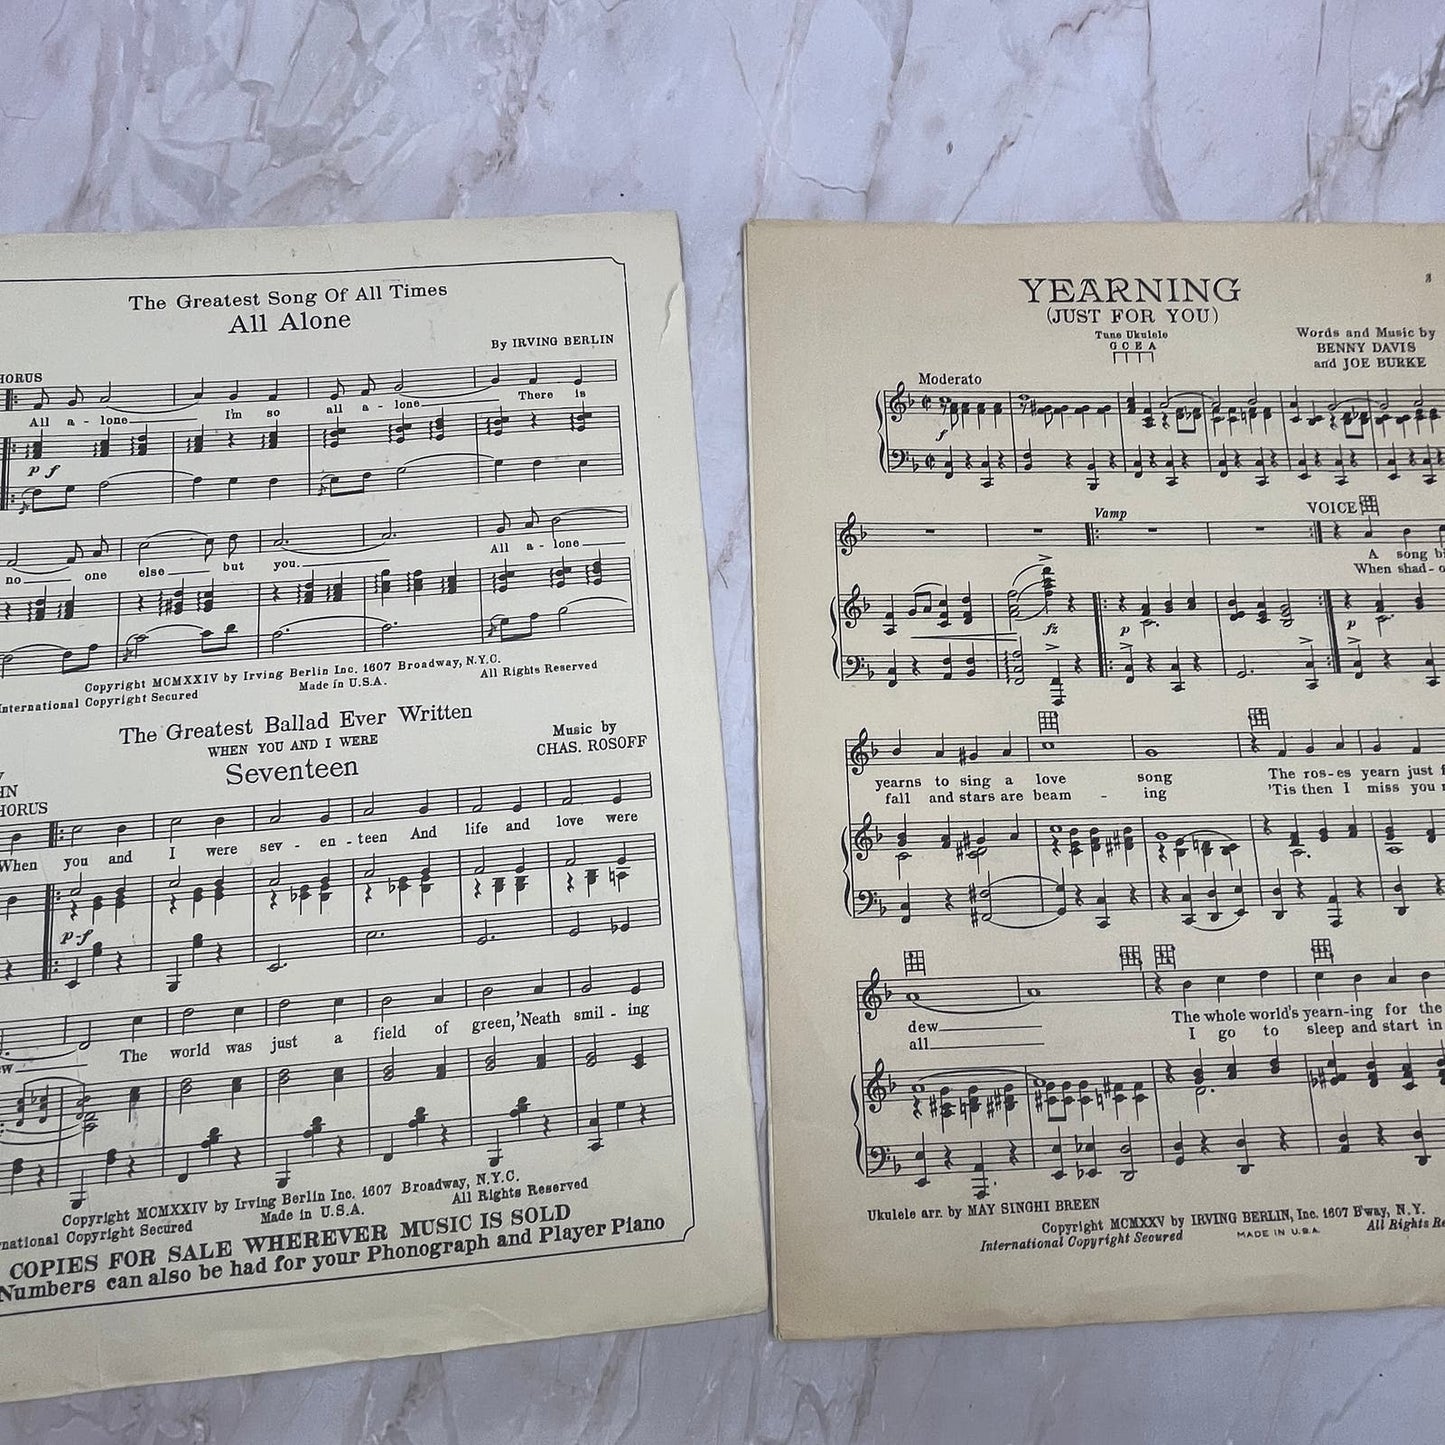 The Greatest Song Of All Times
All Alone
By IRVING BERLIN
HORUS
All a - lone I'm so all a - lone There is
p f
no one else but you. All a - lone
Copyright MCMXXIV by Irving Berlin Inc. 1607 Broadway, N.Y.C.
International Copyright Secured Made in U.S.A. All Rights Reserved
The Greatest Ballad Ever Written
WHEN YOU AND I WERE
Seventeen
Music by
CHAS. ROSOFF
HORUS
When you and I were sev - en - teen And life and love were
p-f
The world was just a field of green, 'Neath smil - ing
Copyright MCMXXIV by Irving Berlin Inc. 1607 Broadway, N.Y.C.
national Copyright Secured Made in U.S.A. All Rights Reserved
COPIES FOR SALE WHEREVER MUSIC IS SOLD
Numbers can also be had for your Phonograph and Player Piano
YEARNING
(JUST FOR YOU)
Tune Ukulele
G C E A
Words and Music by
BENNY DAVIS
and JOE BURKE
Moderato
f
Vamp
VOICE
A song bi
When shad-o
fz
p
p
yearns to sing a love song The ros-es yearn just f
fall and stars are beam - ing 'Tis then I miss you m
dew The whole world's yearn-ing for the
all I go to sleep and start in
Ukulele arr. by MAY SINGHI BREEN
Copyright MCMXXV by IRVING BERLIN, Inc. 1607 B'way, N.Y.
International Copyright Secured MADE IN U.S.A. All Rights Re